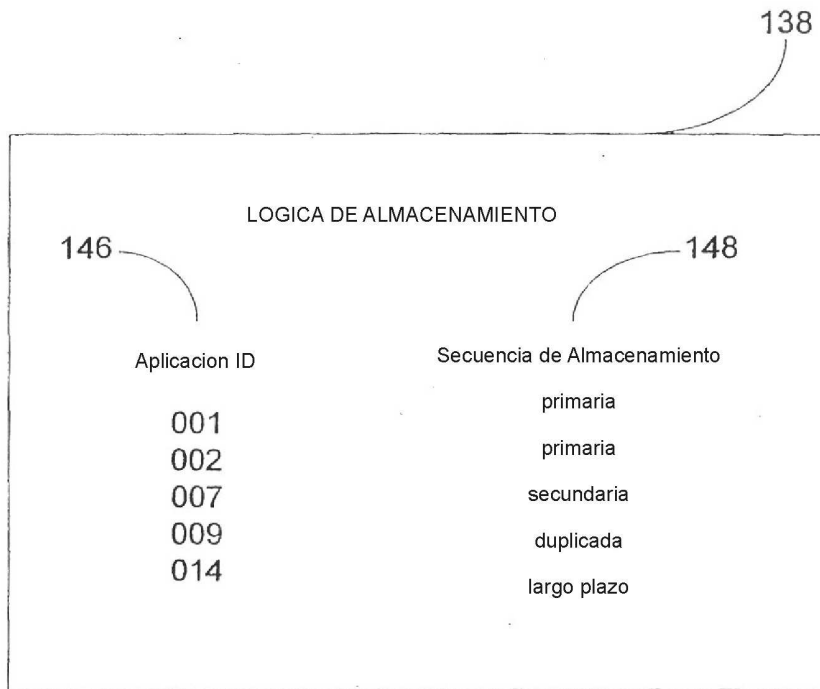 138
LOGICA DE ALMACENAMIENTO
146
148
Aplicacion ID
Secuencia de Almacenamiento
001
primaria
002
primaria
007
secundaria
009
duplicada
014
largo plazo